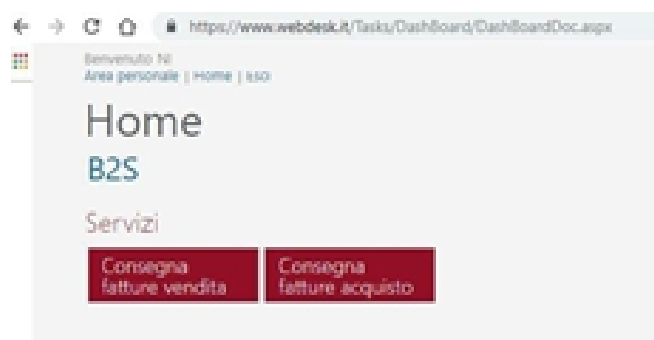 https://www.webdesk.it/Tasks/DashBoard/DashBoardDoc.aspx
Benvenuto
Area personale | Home |
Home
B2S
Servizi
Consegna
fatture vendita
Consegna
fatture acquisto